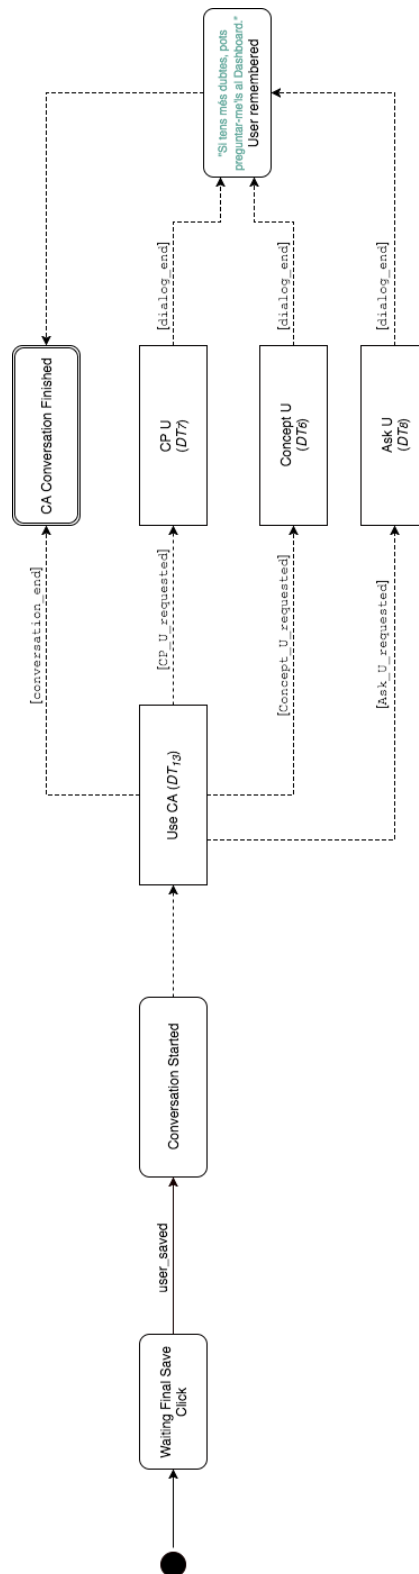 Waiting Final Save
Click
user_saved
Conversation Started
Use CA (DT13)
[conversation_end]
[CP_U_requested]
[Concept_U_requested]
[Ask_U_requested]
CA Conversation Finished
CP U
(DT7)
Concept U
(DT6)
Ask U
(DT8)
[dialog_end]
[dialog_end]
[dialog_end]
"Si tens més dubtes, pots
preguntar-me'ls al Dashboard."
User remembered